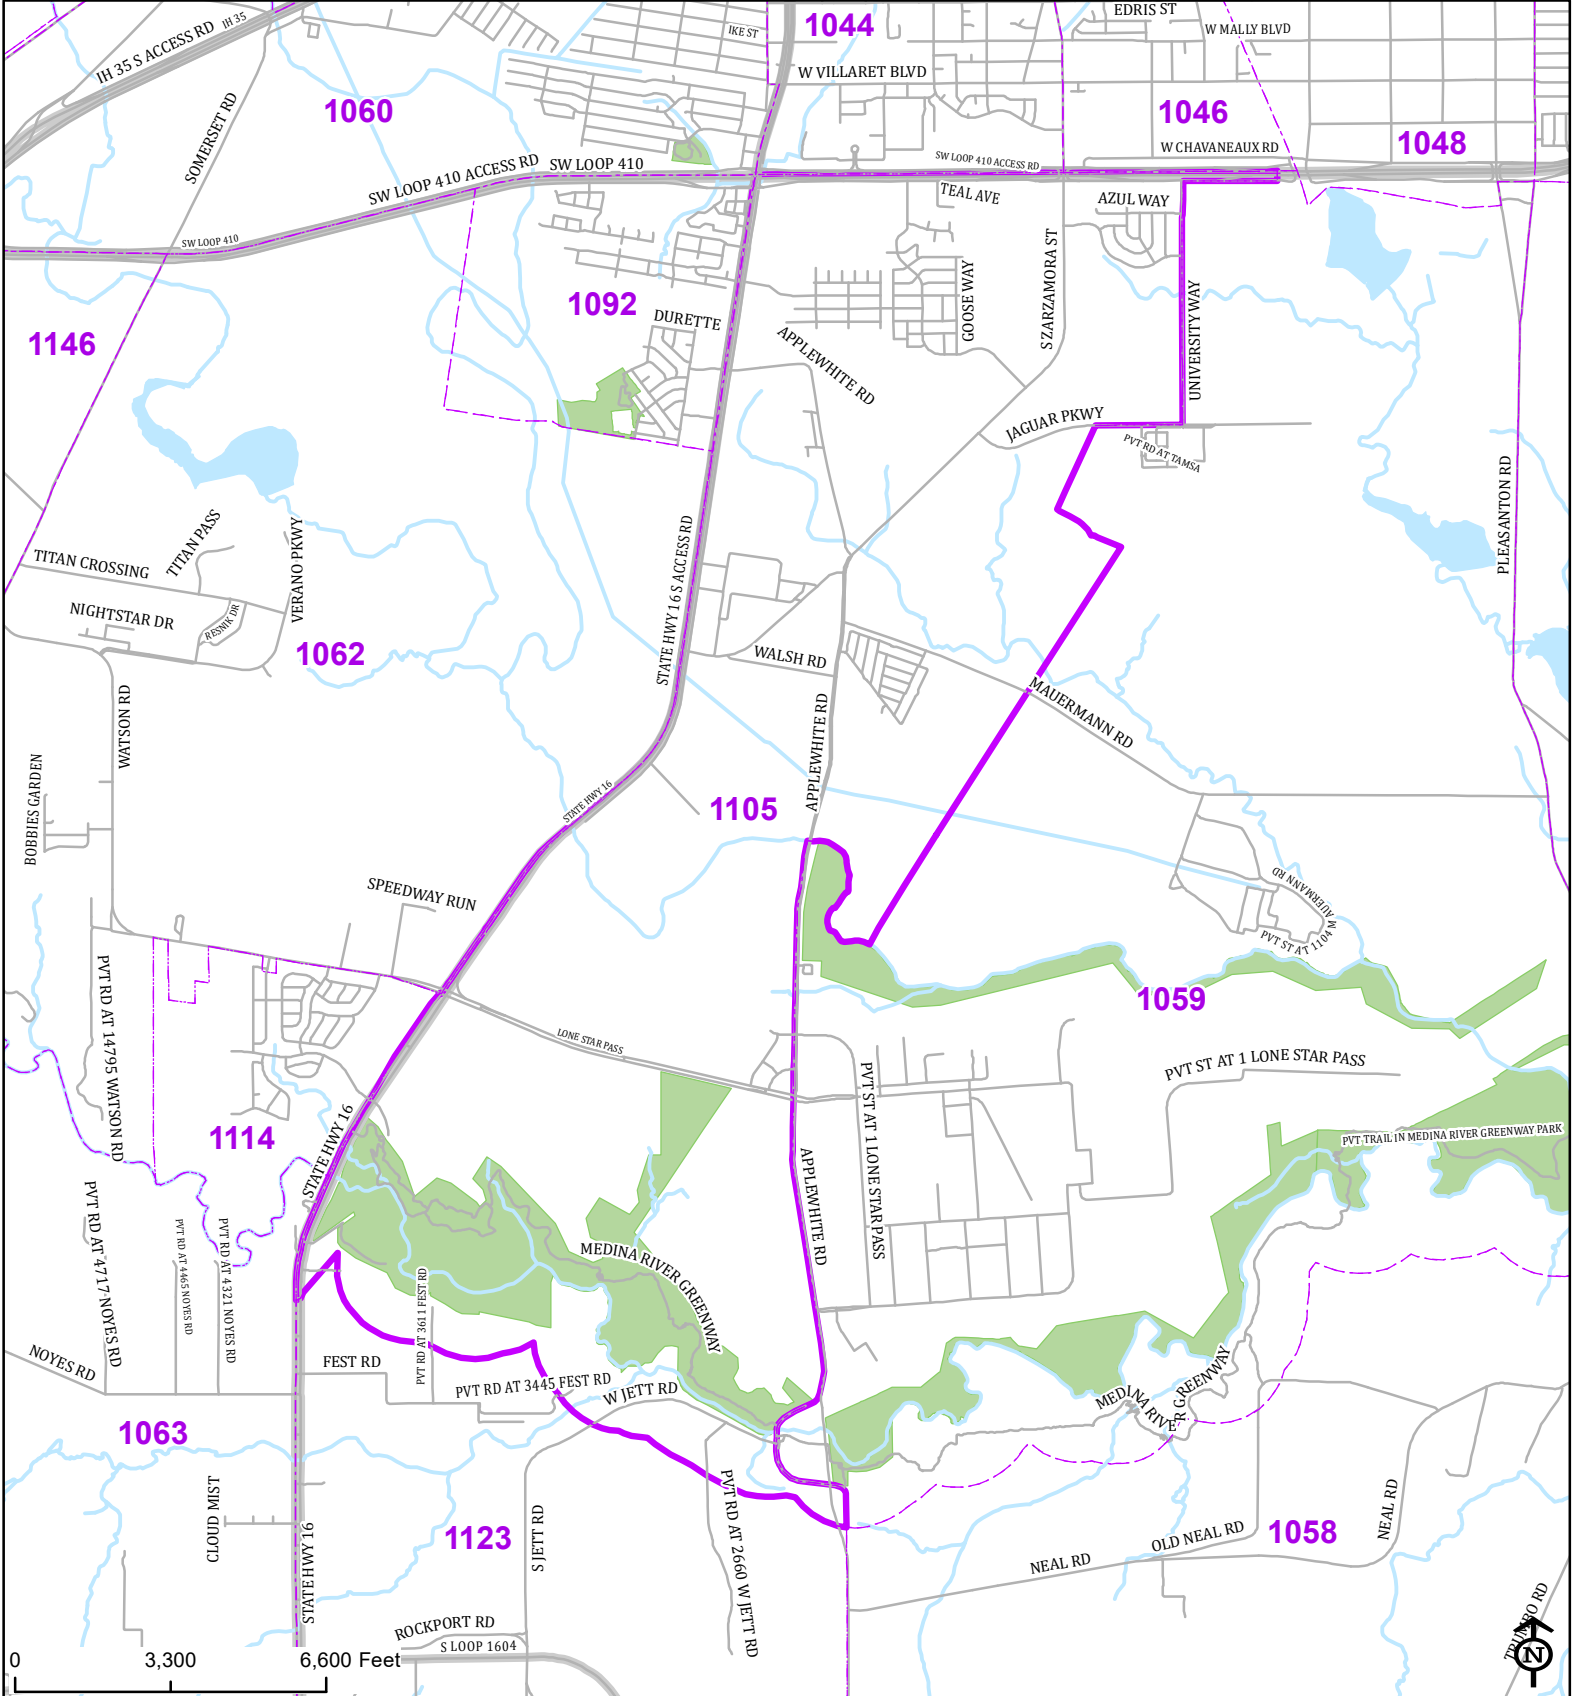 EDRIS ST
IH 35 S ACCESS RD
IH 35
IKE ST
1044
W MALLY BLVD
W VILLARET BLVD
1060
1046
1048
SOMERSET RD
W CHAVANEAUX RD
SW LOOP 410 ACCESS RD
SW LOOP 410
SW LOOP 410 ACCESS RD
TEAL AVE
AZUL WAY
SW LOOP 410
1092
1146
DURETTE
APPLEWHITE RD
GOOSE WAY
S ZARZAMORA ST
UNIVERSITY WAY
JAGUAR PKWY
PVT RD AT TAMSA
PLEASANTON RD
TITAN CROSSING
TITAN PASS
VERANO PKWY
NIGHTSTAR DR
RESNIK DR
1062
STATE HWY 16 S ACCESS RD
WALSH RD
MAUERMANN RD
WATSON RD
APPLEWHITE RD
BOBBIES GARDEN
STATE HWY 16
1105
SPEEDWAY RUN
MAUERMANN RD
PVT ST AT 1104 M
PVT RD AT 14795 WATSON RD
1059
LONE STAR PASS
PVT ST AT 1 LONE STAR PASS
PVT ST AT 1 LONE STAR PASS
1114
STATE HWY 16
PVT TRAIL IN MEDINA RIVER GREENWAY PARK
APPLEWHITE RD
PVT RD AT 4717 NOYES RD
PVT RD AT 4465 NOYES RD
PVT RD AT 4321 NOYES RD
MEDINA RIVER GREENWAY
PVT RD AT 3611 FEST RD
NOYES RD
FEST RD
PVT RD AT 3445 FEST RD
W JETT RD
MEDINA RIVER GREENWAY
1063
CLOUD MIST
STATE HWY 16
1123
S JETT RD
PVT RD AT 2660 W JETT RD
1058
NEAL RD
OLD NEAL RD
NEAL RD
TRUMBO RD
ROCKPORT RD
S LOOP 1604
0 3,300 6,600 Feet
N